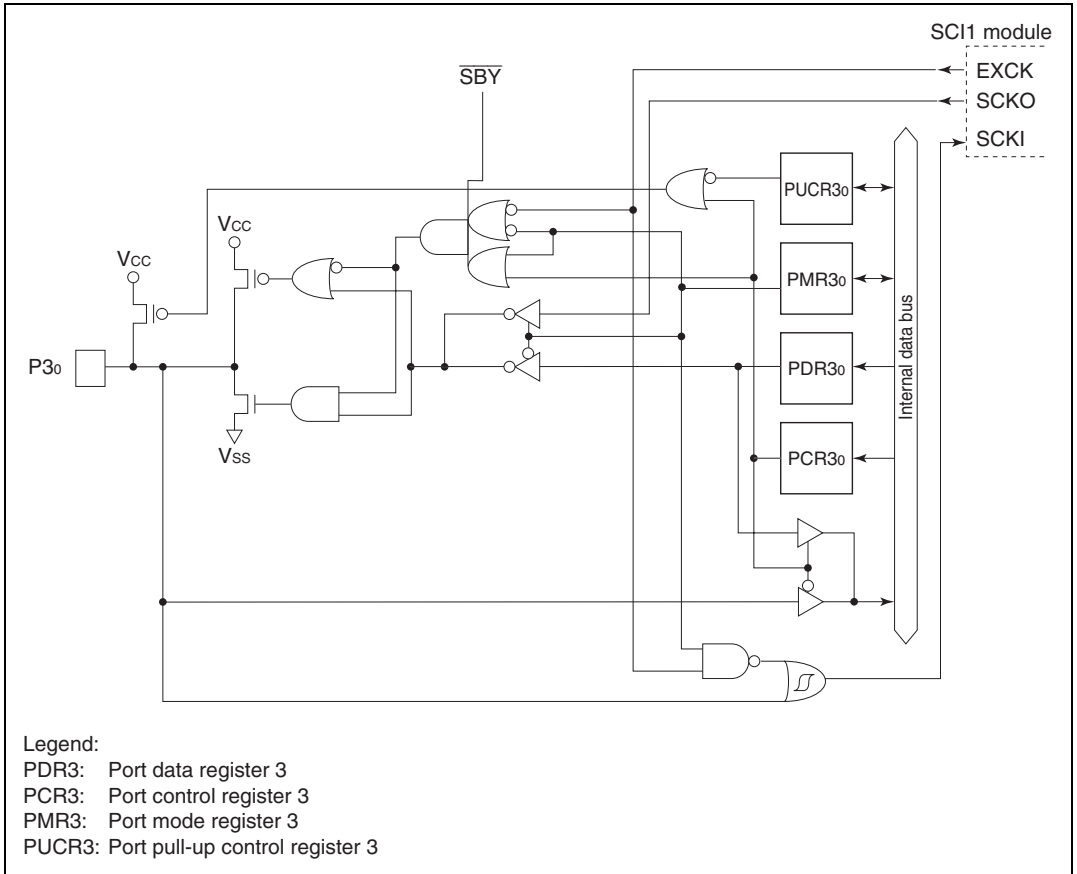 SCI1 module
EXCK
SCKO
SCKI
SBY
PUCR3₀
VCC
VCC
PMR3₀
P3₀
PDR3₀
Internal data bus
VSS
PCR3₀
Legend:
PDR3: Port data register 3
PCR3: Port control register 3
PMR3: Port mode register 3
PUCR3: Port pull-up control register 3